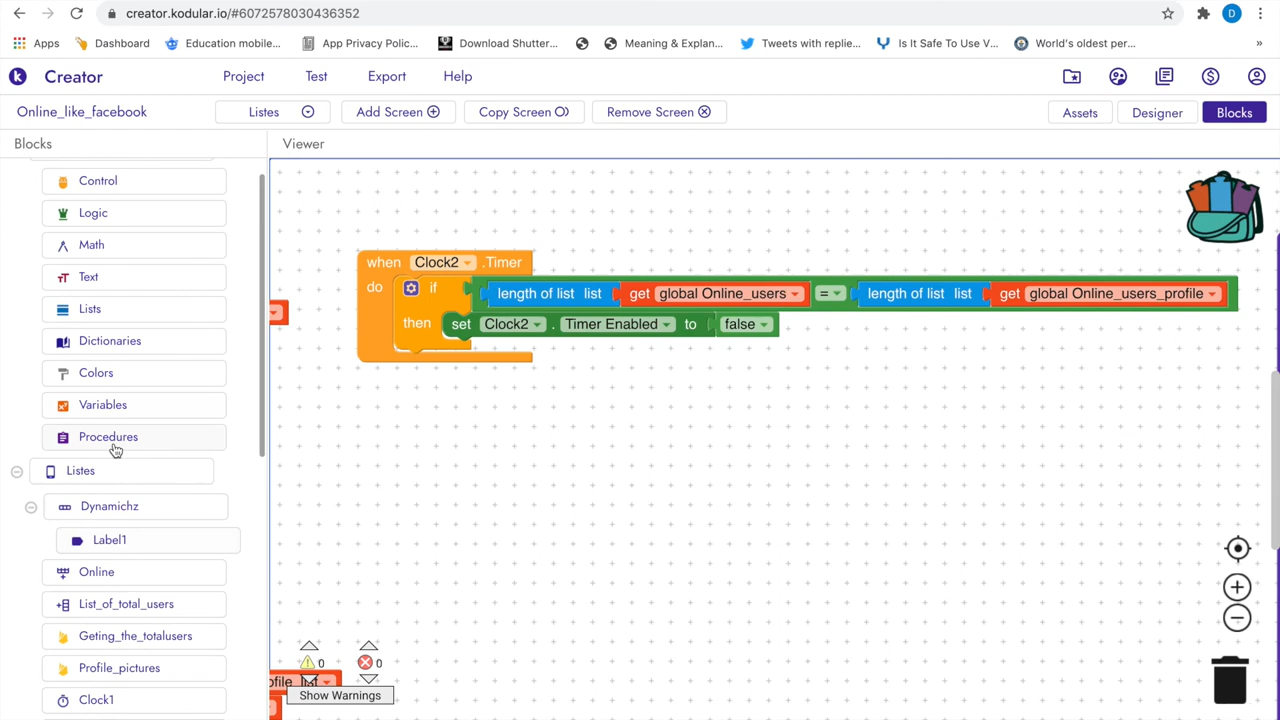 creator.kodular.io/#6072578030436352
D
Apps Dashboard Education mobile... App Privacy Polic... Download Shutter... Meaning & Explan... Tweets with replie... Is It Safe To Use V... World's oldest per... »
k Creator Project Test Export Help
Online_like_facebook Listes Add Screen Copy Screen Remove Screen Assets Designer Blocks
Blocks Viewer
Control
Logic
Math
Text
Lists
Dictionaries
Colors
Variables
Procedures
Listes
Dynamichz
Label1
Online
List_of_total_users
Geting_the_totalusers
Profile_pictures
Clock1
when Clock2 .Timer
do if length of list list get global Online_users = length of list list get global Online_users_profile
then set Clock2 . Timer Enabled to false
0 0
Show Warnings